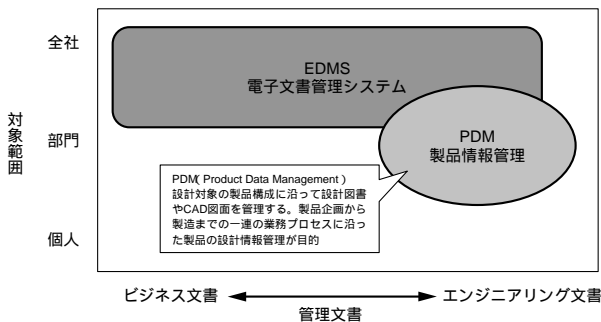 全社
EDMS
電子文書管理システム
対象範囲
部門
PDM
製品情報管理
PDM( Product Data Management )
設計対象の製品構成に沿って設計図書
やCAD図面を管理する。製品企画から
製造までの一連の業務プロセスに沿っ
た製品の設計情報管理が目的
個人
ビジネス文書
エンジニアリング文書
管理文書